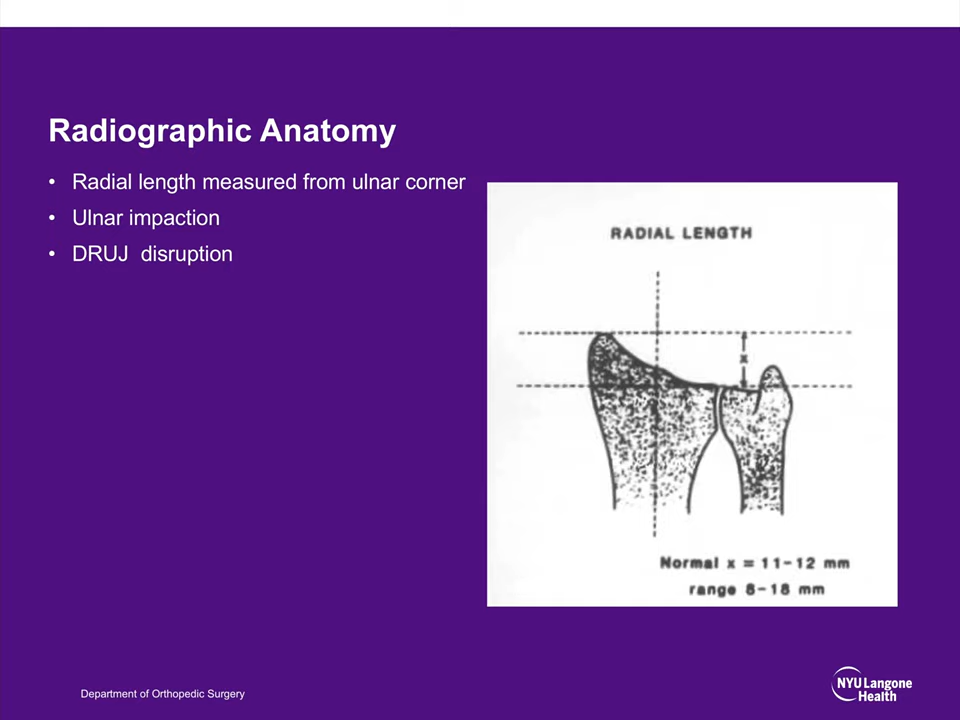 Radiographic Anatomy
• Radial length measured from ulnar corner
• Ulnar impaction
• DRUJ disruption
RADIAL LENGTH
x
Normal x = 11-12 mm
range 8-18 mm
Department of Orthopedic Surgery
NYU Langone
Health